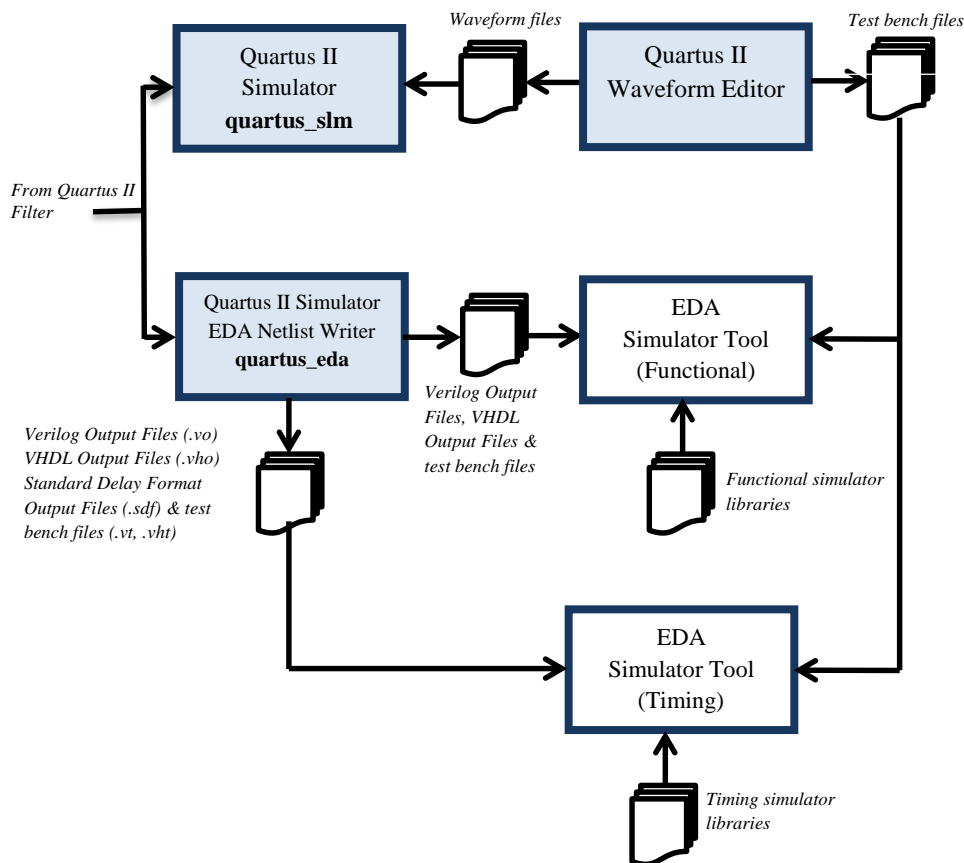 Waveform files
Test bench files
Quartus II
Simulator
quartus_slm
Quartus II
Waveform Editor
From Quartus II
Filter
Quartus II Simulator
EDA Netlist Writer
quartus_eda
EDA
Simulator Tool
(Functional)
Verilog Output
Files, VHDL
Output Files &
test bench files
Verilog Output Files (.vo)
VHDL Output Files (.vho)
Standard Delay Format
Output Files (.sdf) & test
bench files (.vt, .vht)
Functional simulator
libraries
EDA
Simulator Tool
(Timing)
Timing simulator
libraries